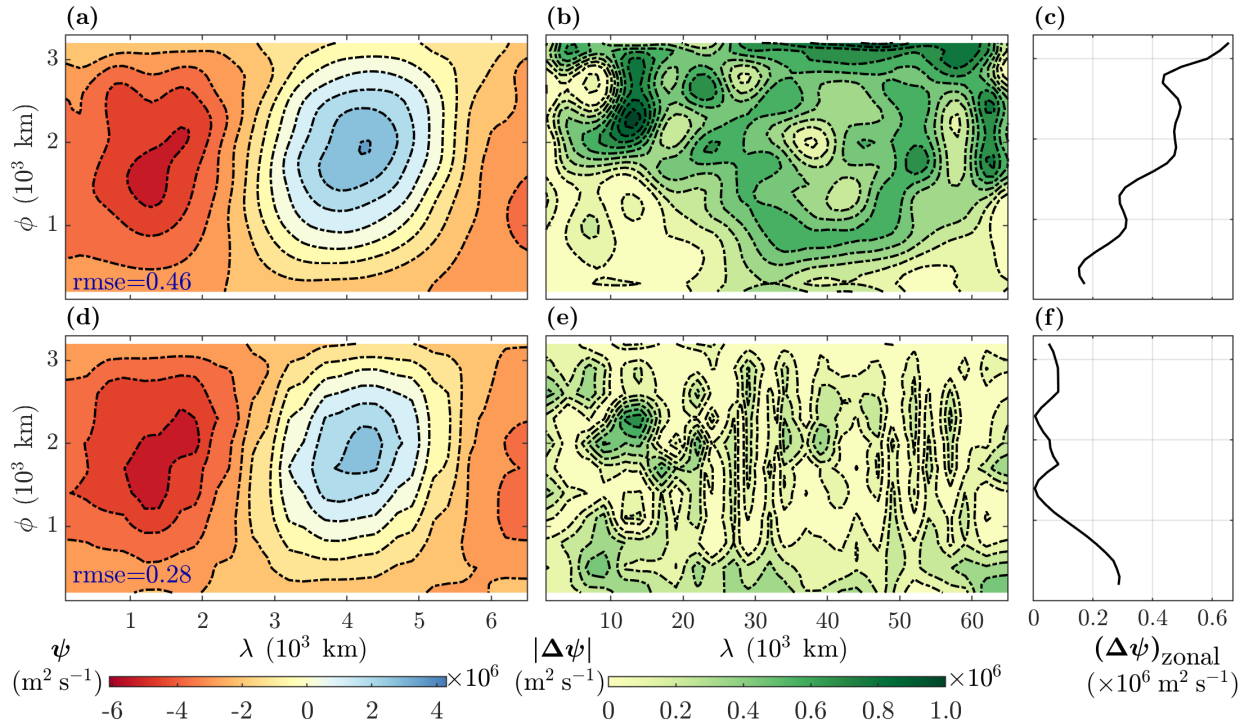 (a) (b) (c)
3
2
1
ϕ (10³ km)
rmse=0.46
(d) (e) (f)
3
2
1
ϕ (10³ km)
rmse=0.28
1 2 3 4 5 6
10 20 30 40 50 60
0 0.2 0.4 0.6
λ (10³ km)
λ (10³ km)
(Δψ)zonal
(×10⁶ m² s⁻¹)
ψ
(m² s⁻¹)
×10⁶
-6 -4 -2 0 2 4
|Δψ|
(m² s⁻¹)
×10⁶
0 0.2 0.4 0.6 0.8 1.0